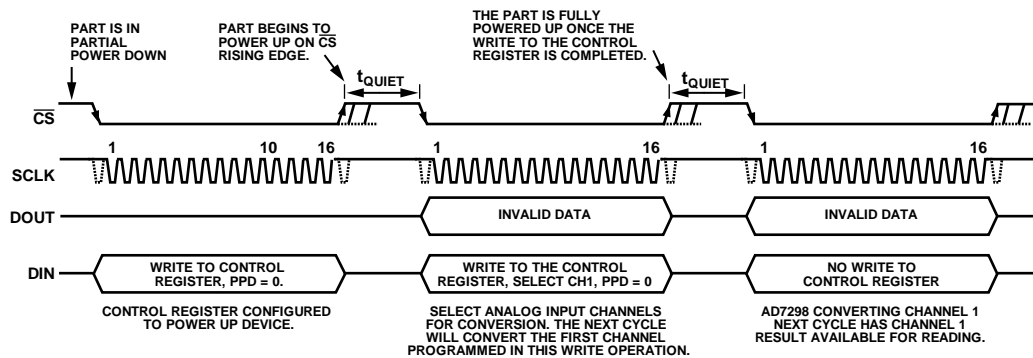 PART IS IN
PARTIAL
POWER DOWN
PART BEGINS TO
POWER UP ON CS
RISING EDGE.
THE PART IS FULLY
POWERED UP ONCE THE
WRITE TO THE CONTROL
REGISTER IS COMPLETED.
tQUIET
tQUIET
CS
1
10
16
1
16
1
16
SCLK
DOUT
INVALID DATA
INVALID DATA
DIN
WRITE TO CONTROL
REGISTER, PPD = 0.
WRITE TO THE CONTROL
REGISTER, SELECT CH1, PPD = 0
NO WRITE TO
CONTROL REGISTER
CONTROL REGISTER CONFIGURED
TO POWER UP DEVICE.
SELECT ANALOG INPUT CHANNELS
FOR CONVERSION. THE NEXT CYCLE
WILL CONVERT THE FIRST CHANNEL
PROGRAMMED IN THIS WRITE OPERATION.
AD7298 CONVERTING CHANNEL 1
NEXT CYCLE HAS CHANNEL 1
RESULT AVAILABLE FOR READING.